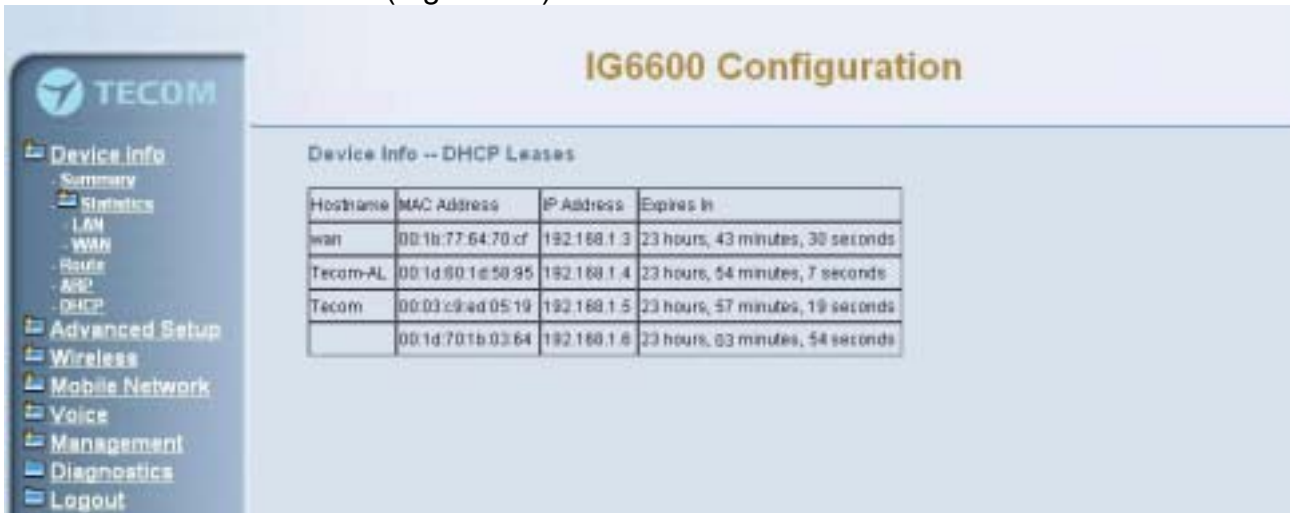 IG6600 Configuration
TECOM
Device Info
Summary
Statistics
LAN
WAN
Route
ARP
DHCP
Advanced Setup
Wireless
Mobile Network
Voice
Management
Diagnostics
Logout
Device Info -- DHCP Leases
Hostname MAC Address IP Address Expires In
wan 00:1b:77:64:70:cf 192.168.1.3 23 hours, 43 minutes, 30 seconds
Tecom-AL 00:1d:60:1d:58:95 192.168.1.4 23 hours, 54 minutes, 7 seconds
Tecom 00:03:c9:ed:05:19 192.168.1.5 23 hours, 57 minutes, 19 seconds
00:1d:70:1b:03:64 192.168.1.6 23 hours, minutes, 54 seconds